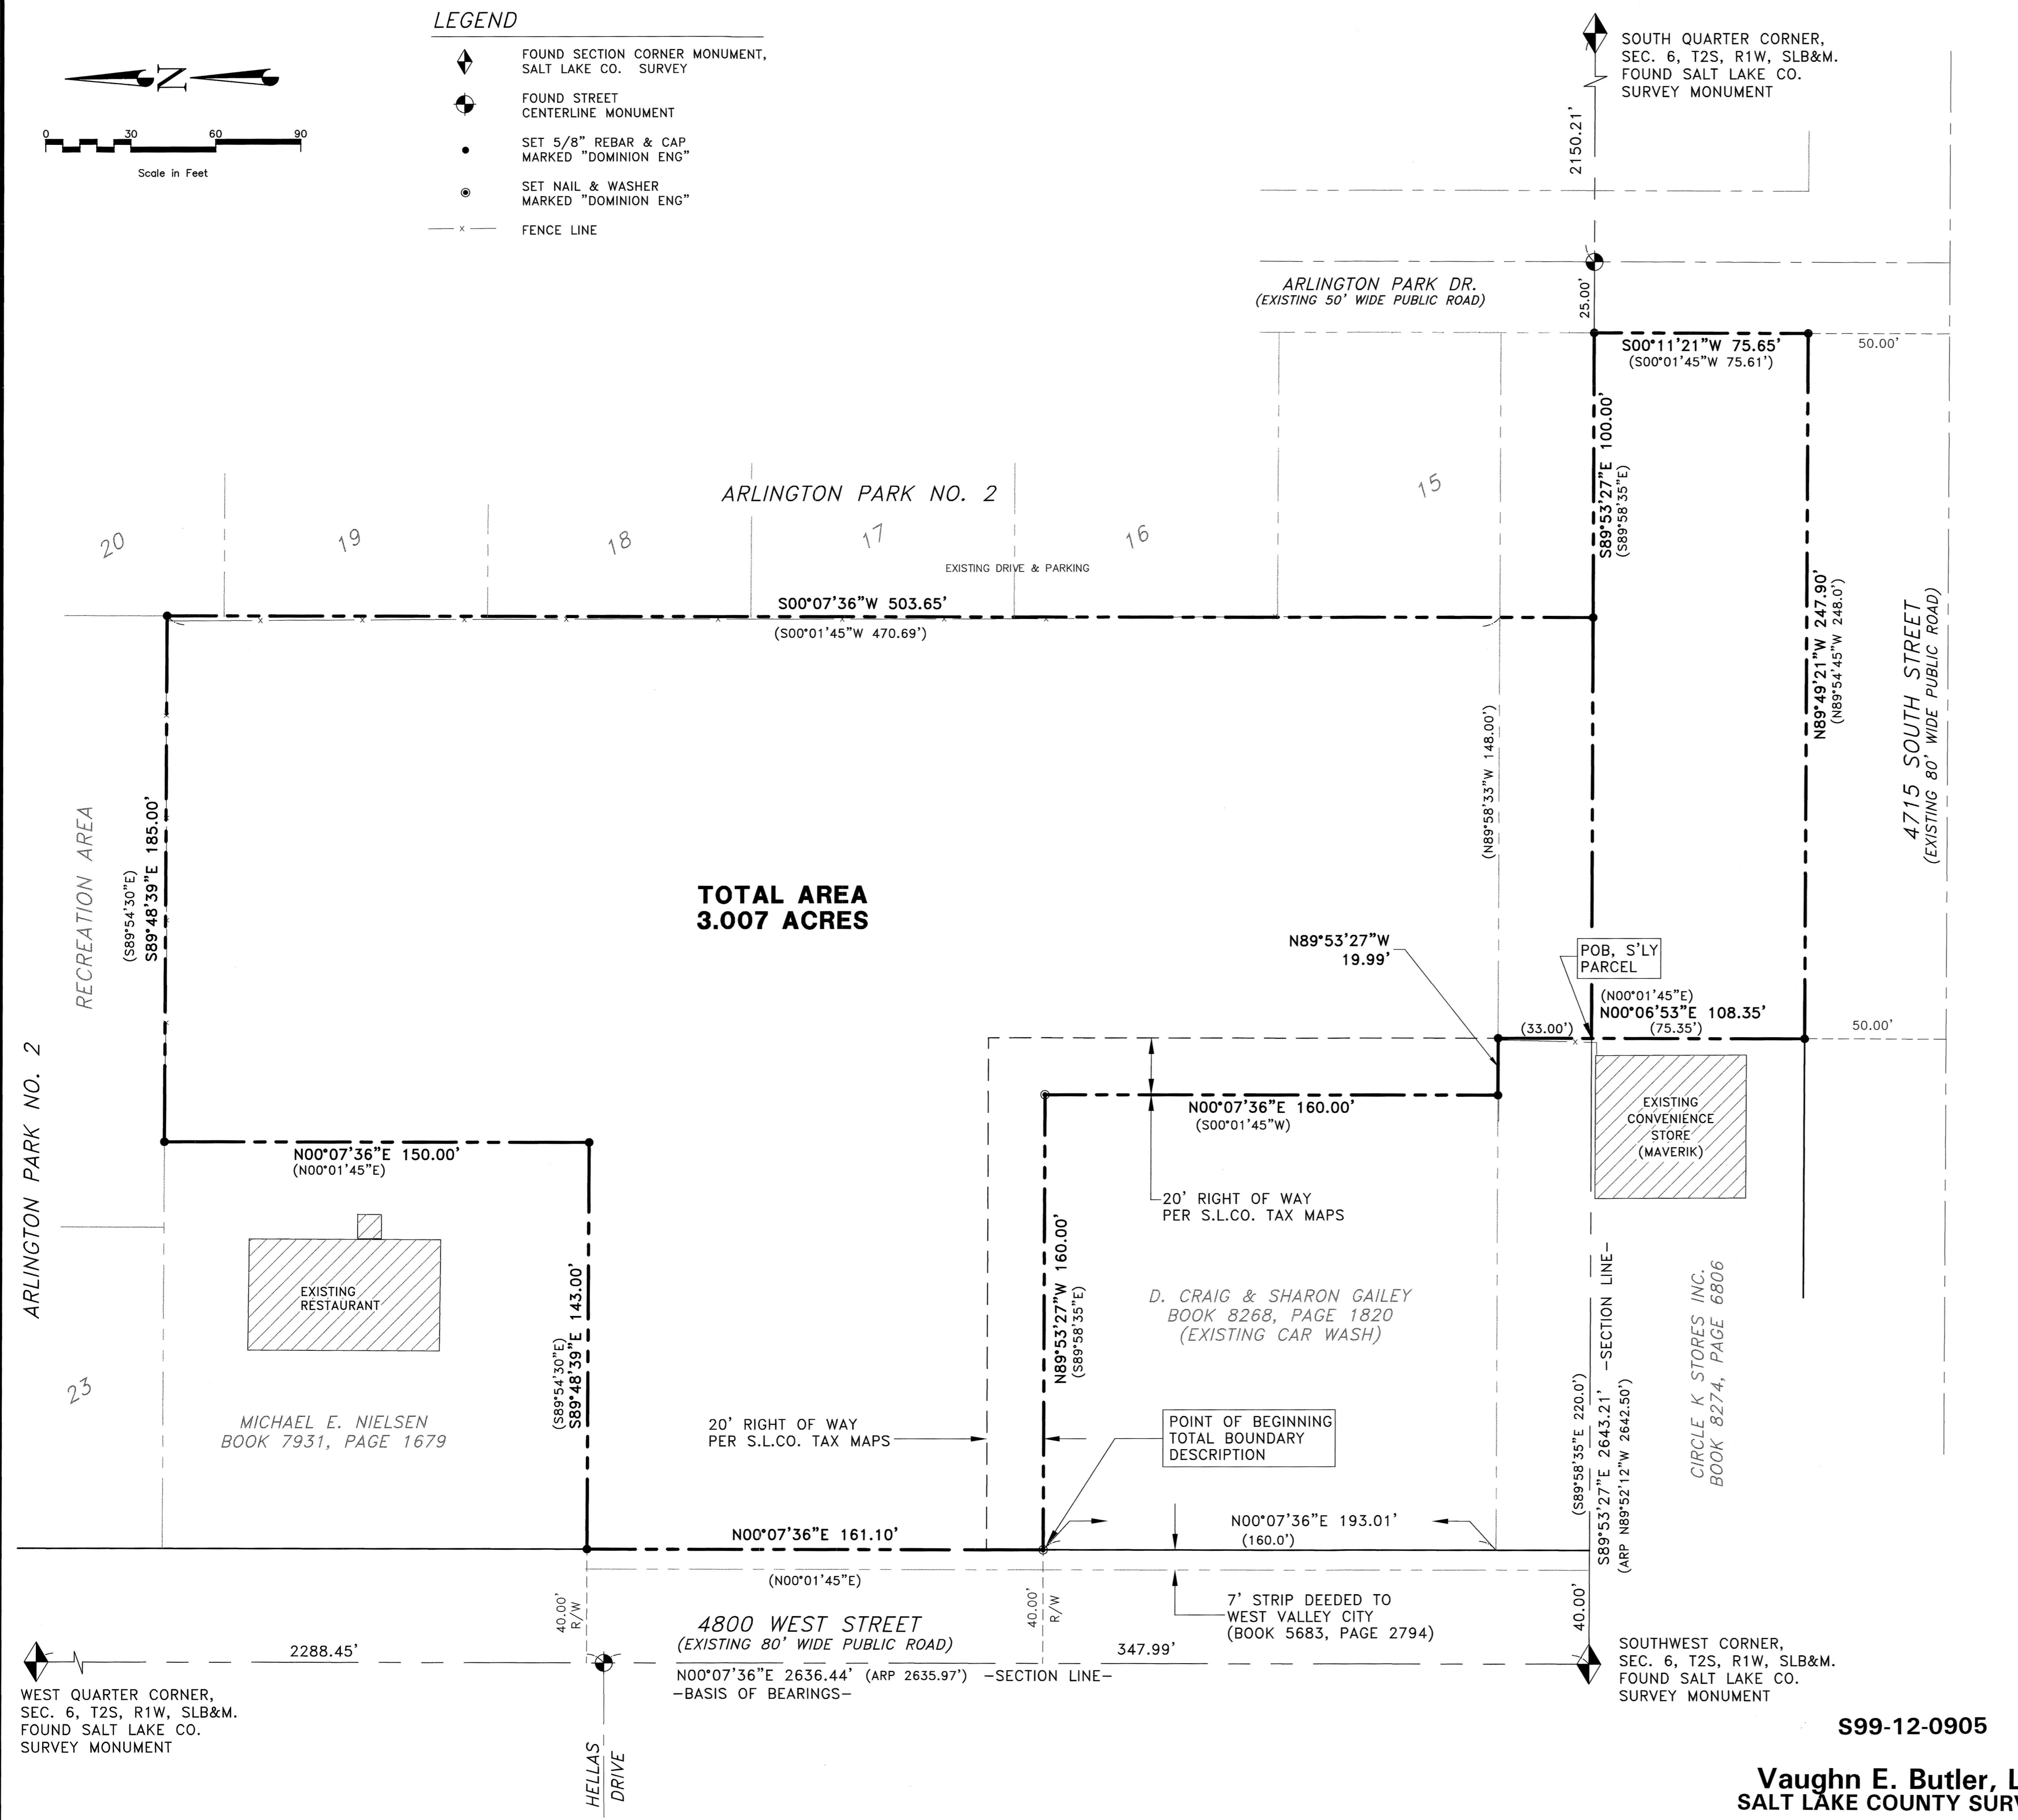 LEGEND
FOUND SECTION CORNER MONUMENT,
SALT LAKE CO. SURVEY
FOUND STREET
CENTERLINE MONUMENT
SET 5/8" REBAR & CAP
MARKED "DOMINION ENG"
SET NAIL & WASHER
MARKED "DOMINION ENG"
x
FENCE LINE
N
0 30 60 90
Scale in Feet
SOUTH QUARTER CORNER,
SEC. 6, T2S, R1W, SLB&M.
FOUND SALT LAKE CO.
SURVEY MONUMENT
2150.21'
ARLINGTON PARK DR.
(EXISTING 50' WIDE PUBLIC ROAD)
25.00'
S00°11'21"W 75.65'
(S00°01'45"W 75.61')
50.00'
S89°53'27"E 100.00'
(S89°58'35"E)
15
ARLINGTON PARK NO. 2
20
19
18
17
16
EXISTING DRIVE & PARKING
S00°07'36"W 503.65'
(S00°01'45"W 470.69')
N89°49'21"W 247.90'
(N89°54'45"W 248.0')
4715 SOUTH STREET
(EXISTING 80' WIDE PUBLIC ROAD)
(N89°58'33"W 148.00')
RECREATION AREA
(S89°54'30"E)
S89°48'39"E 185.00'
TOTAL AREA
3.007 ACRES
N89°53'27"W
19.99'
POB, S'LY
PARCEL
(N00°01'45"E)
N00°06'53"E 108.35'
(33.00')
(75.35')
50.00'
ARLINGTON PARK NO. 2
N00°07'36"E 150.00'
(N00°01'45"E)
N00°07'36"E 160.00'
(S00°01'45"W)
EXISTING
CONVENIENCE
STORE
(MAVERIK)
20' RIGHT OF WAY
PER S.L.CO. TAX MAPS
EXISTING
RESTAURANT
(S89°54'30"E)
S89°48'39"E 143.00'
N89°53'27"W 160.00'
(S89°58'35"E)
D. CRAIG & SHARON GAILEY
BOOK 8268, PAGE 1820
(EXISTING CAR WASH)
(S89°58'35"E 220.0')
S89°53'27"E 2643.21' -SECTION LINE-
(ARP N89°52'12"W 2642.50')
CIRCLE K STORES INC.
BOOK 8274, PAGE 6806
23
MICHAEL E. NIELSEN
BOOK 7931, PAGE 1679
20' RIGHT OF WAY
PER S.L.CO. TAX MAPS
POINT OF BEGINNING
TOTAL BOUNDARY
DESCRIPTION
N00°07'36"E 161.10'
N00°07'36"E 193.01'
(160.0')
(N00°01'45"E)
40.00'
R/W
4800 WEST STREET
(EXISTING 80' WIDE PUBLIC ROAD)
40.00'
R/W
7' STRIP DEEDED TO
WEST VALLEY CITY
(BOOK 5683, PAGE 2794)
40.00'
2288.45'
347.99'
N00°07'36"E 2636.44' (ARP 2635.97') -SECTION LINE-
-BASIS OF BEARINGS-
WEST QUARTER CORNER,
SEC. 6, T2S, R1W, SLB&M.
FOUND SALT LAKE CO.
SURVEY MONUMENT
SOUTHWEST CORNER,
SEC. 6, T2S, R1W, SLB&M.
FOUND SALT LAKE CO.
SURVEY MONUMENT
HELLAS
DRIVE
S99-12-0905
Vaughn E. Butler, L
SALT LAKE COUNTY SURV